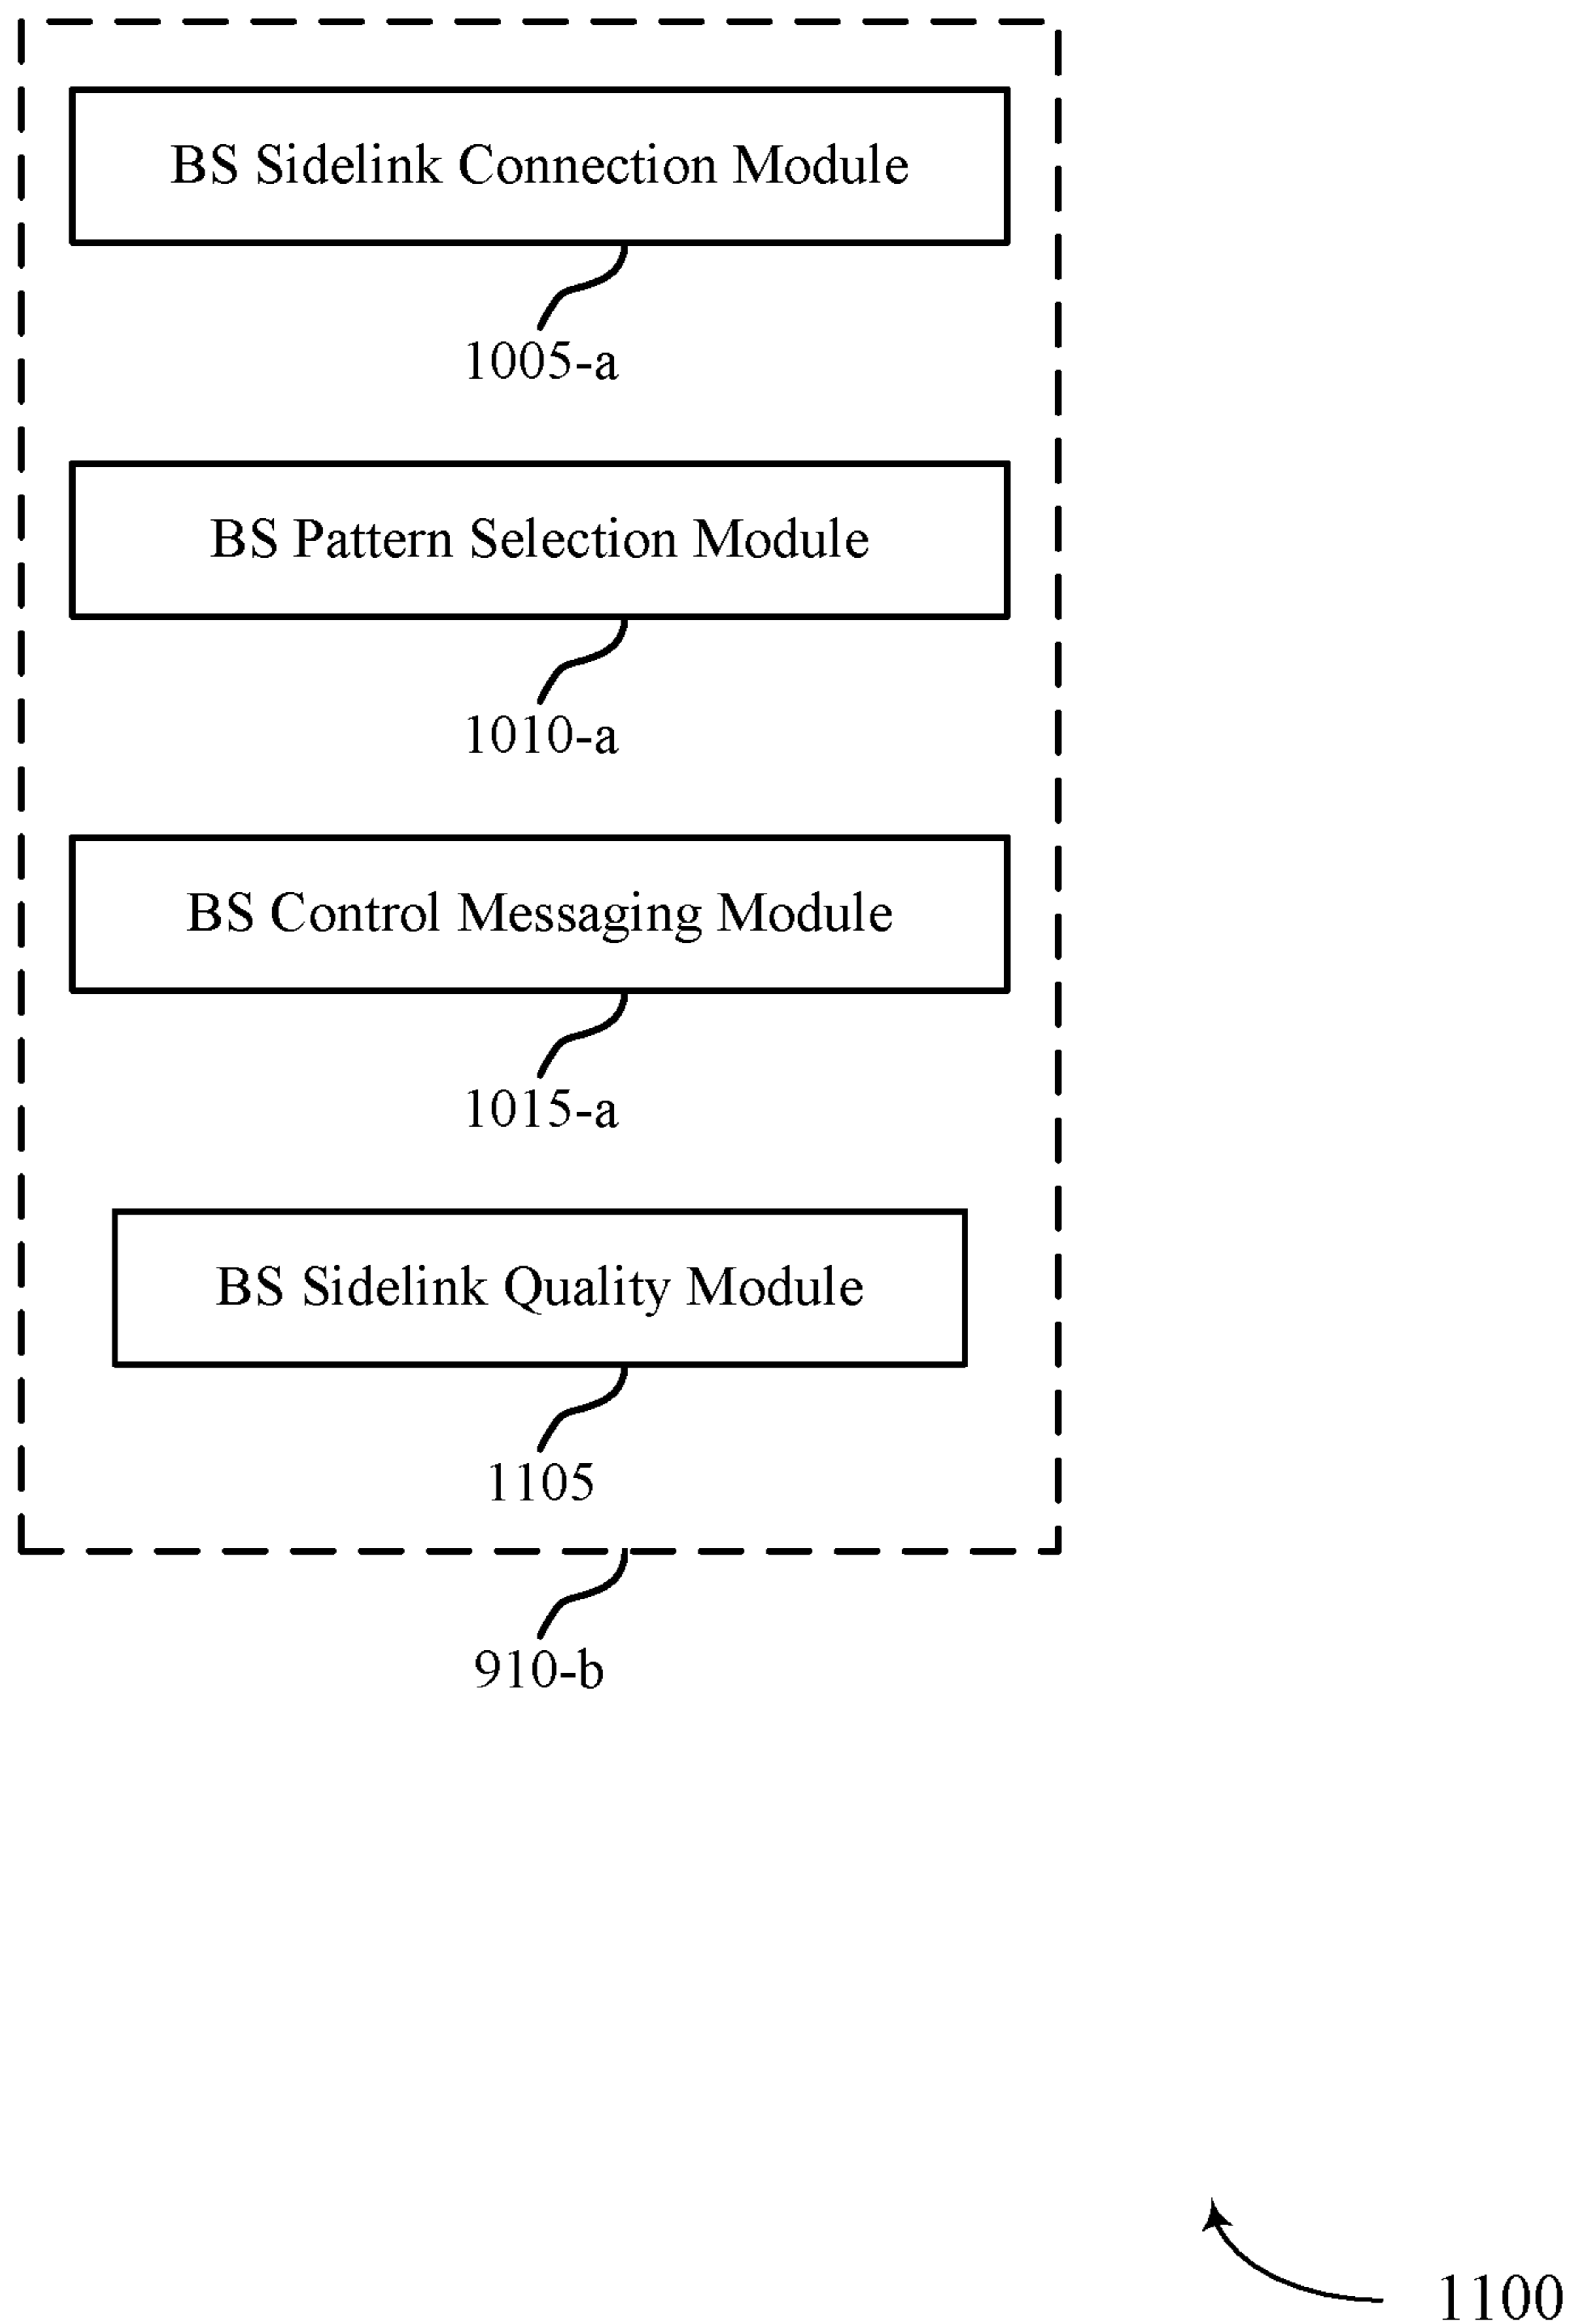 BS Sidelink Connection Module
1005-a
BS Pattern Selection Module
1010-a
BS Control Messaging Module
1015-a
BS Sidelink Quality Module
1105
910-b
1100